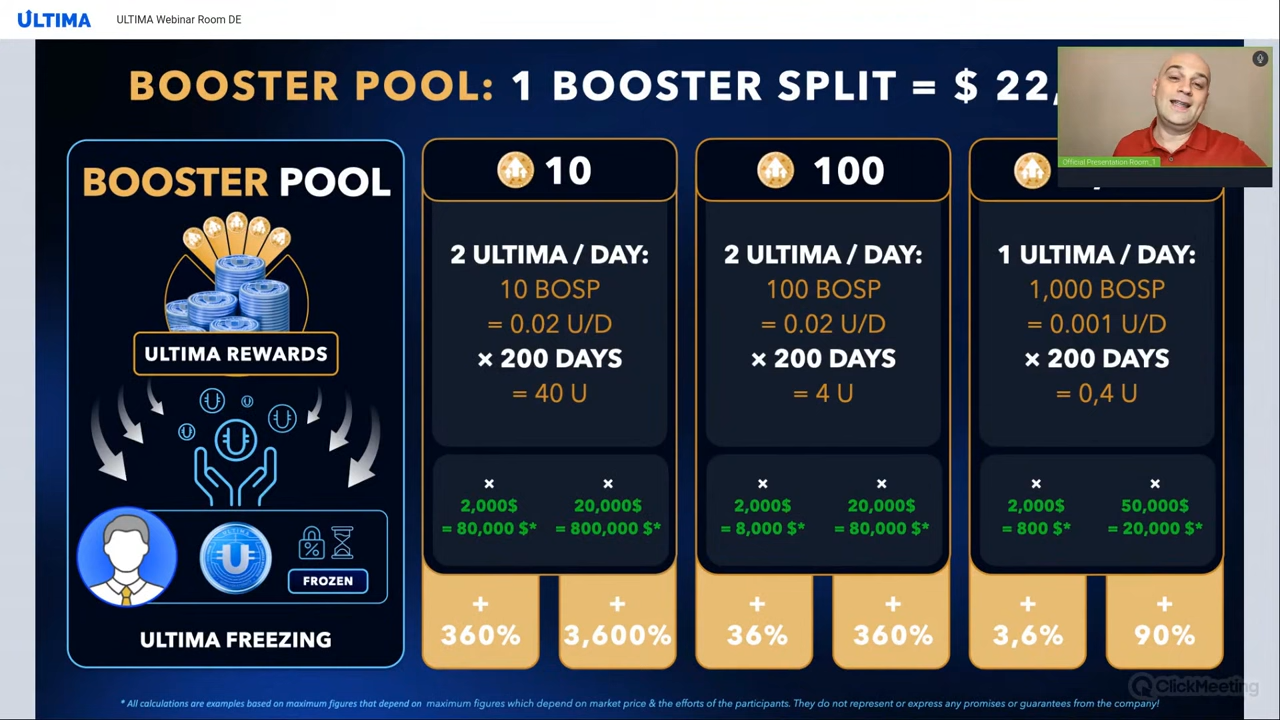 ULTIMA
ULTIMA Webinar Room DE
BOOSTER POOL: 1 BOOSTER SPLIT = $ 22,
Official Presentation Room_1
BOOSTER POOL
ULTIMA REWARDS
FROZEN
ULTIMA FREEZING
10
2 ULTIMA / DAY:
10 BOSP
= 0.02 U/D
× 200 DAYS
= 40 U
×
2,000$
= 80,000 $*
×
20,000$
= 800,000 $*
+
360%
+
3,600%
100
2 ULTIMA / DAY:
100 BOSP
= 0.02 U/D
× 200 DAYS
= 4 U
×
2,000$
= 8,000 $*
×
20,000$
= 80,000 $*
+
36%
+
360%
1 ULTIMA / DAY:
1,000 BOSP
= 0.001 U/D
× 200 DAYS
= 0,4 U
×
2,000$
= 800 $*
×
50,000$
= 20,000 $*
+
3,6%
+
90%
ClickMeeting
* All calculations are examples based on maximum figures that depend on maximum figures which depend on market price & the efforts of the participants. They do not represent or express any promises or guarantees from the company!